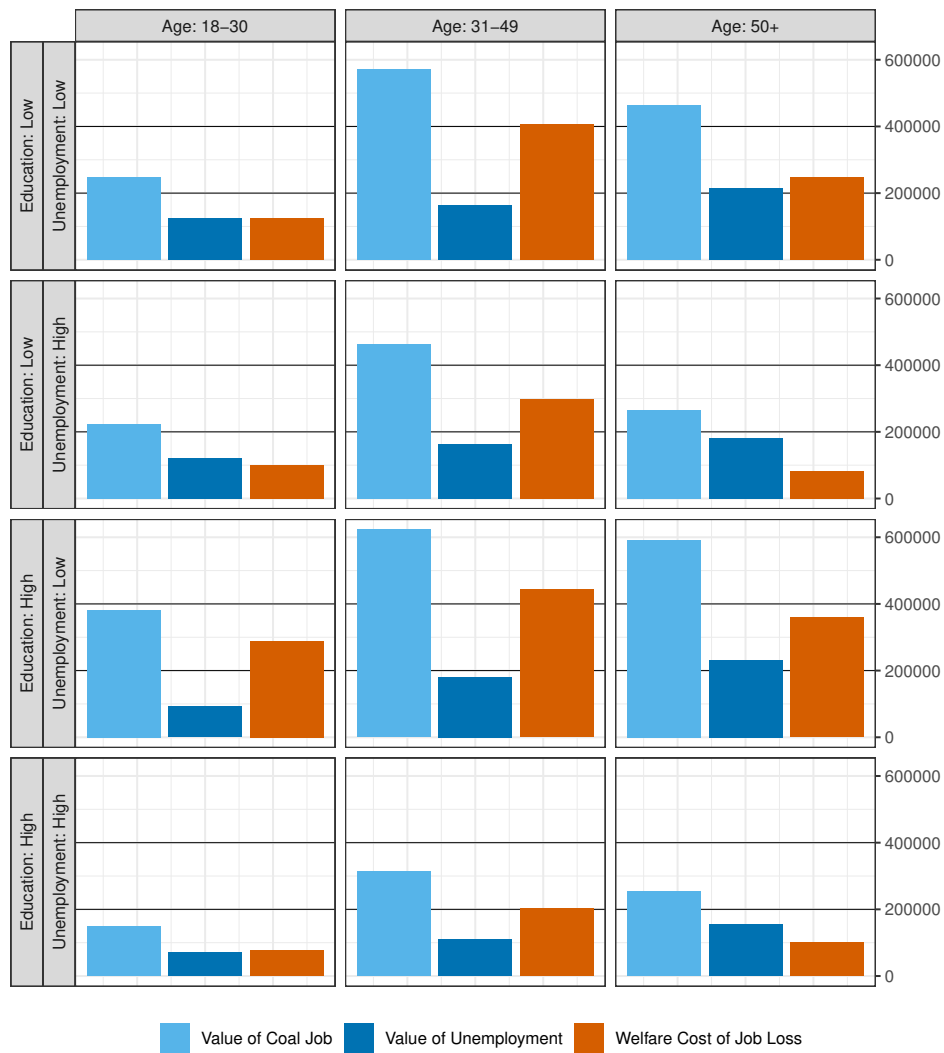 Age: 18–30
Age: 31–49
Age: 50+
Education: Low
Unemployment: Low
600000
400000
200000
0
Education: Low
Unemployment: High
600000
400000
200000
0
Education: High
Unemployment: Low
600000
400000
200000
0
Education: High
Unemployment: High
600000
400000
200000
0
Value of Coal Job
Value of Unemployment
Welfare Cost of Job Loss